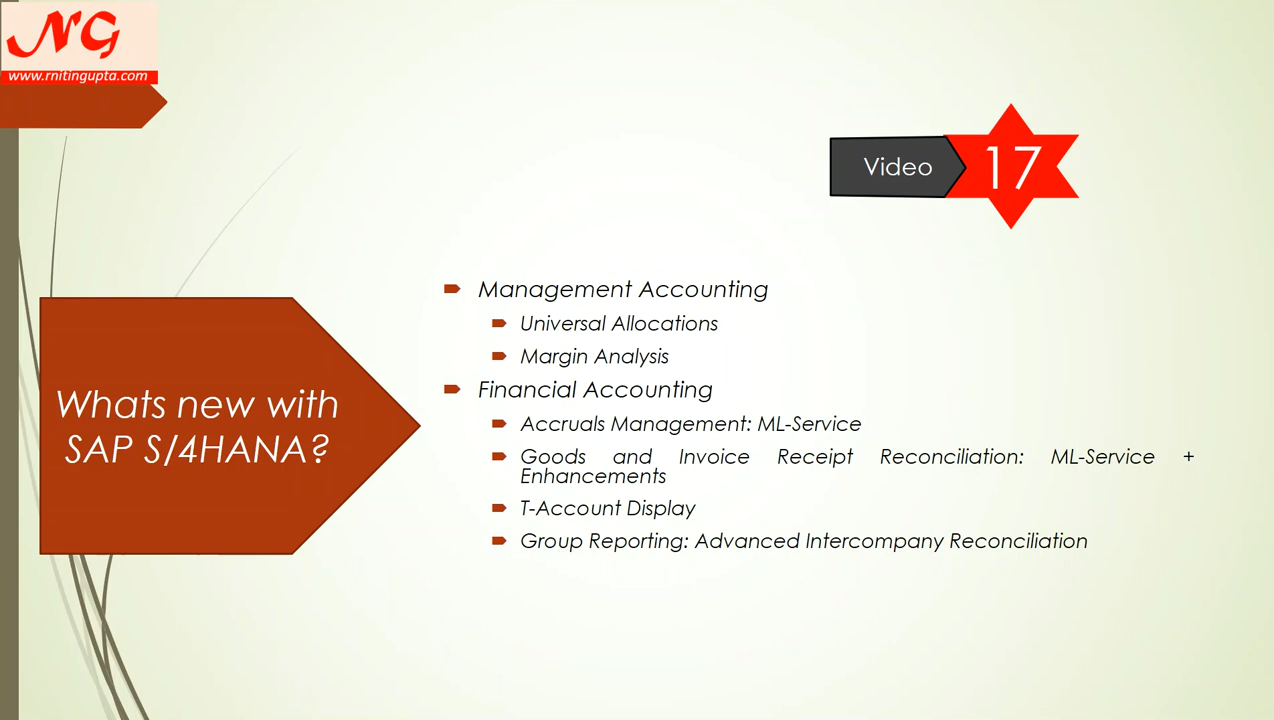 NG
www.rnitingupta.com
Video
17
Whats new with
SAP S/4HANA?
Management Accounting
Universal Allocations
Margin Analysis
Financial Accounting
Accruals Management: ML-Service
Goods and Invoice Receipt Reconciliation: ML-Service +
Enhancements
T-Account Display
Group Reporting: Advanced Intercompany Reconciliation